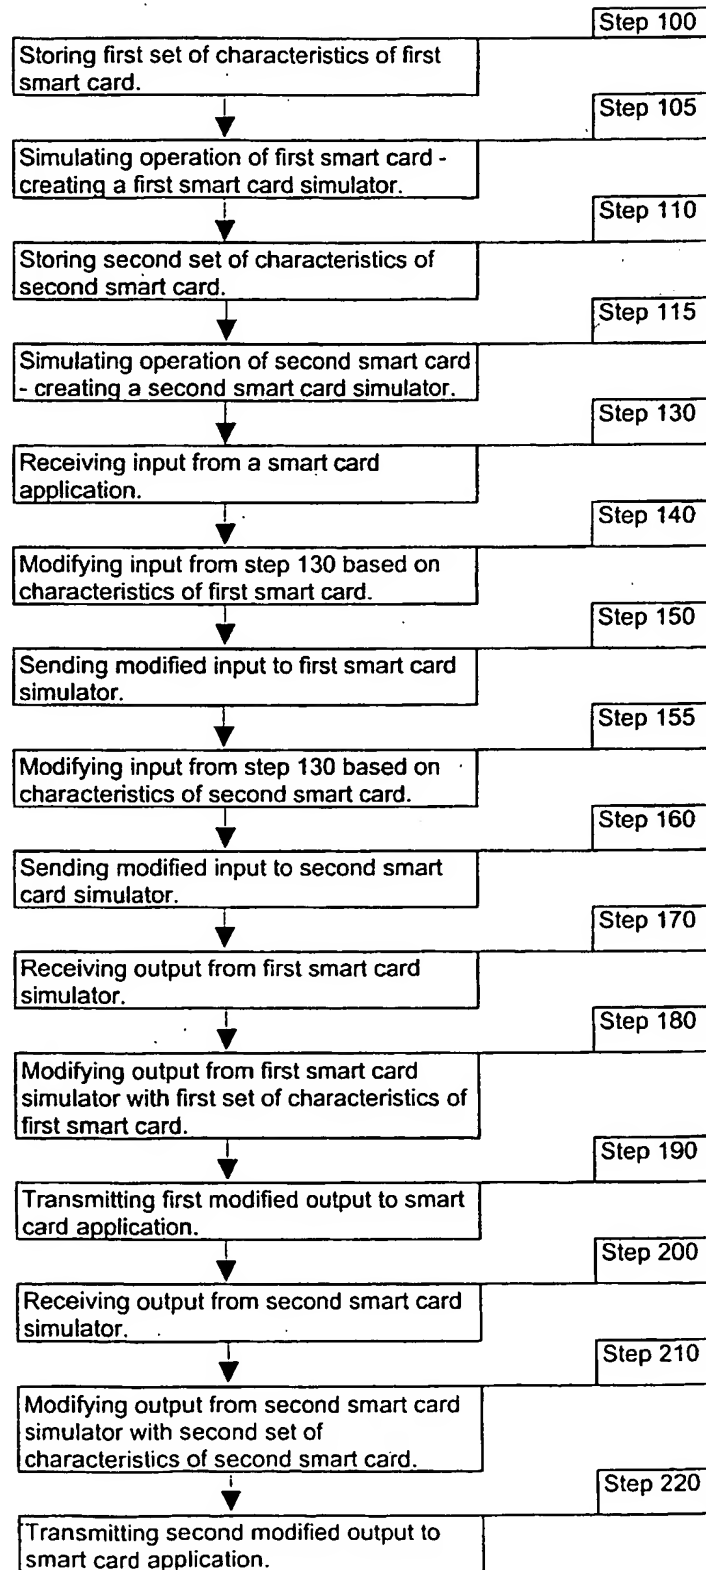 Step 100
Storing first set of characteristics of first
smart card.
Step 105
Simulating operation of first smart card -
creating a first smart card simulator.
Step 110
Storing second set of characteristics of
second smart card.
Step 115
Simulating operation of second smart card
- creating a second smart card simulator.
Step 130
Receiving input from a smart card
application.
Step 140
Modifying input from step 130 based on
characteristics of first smart card.
Step 150
Sending modified input to first smart card
simulator.
Step 155
Modifying input from step 130 based on
characteristics of second smart card.
Step 160
Sending modified input to second smart
card simulator.
Step 170
Receiving output from first smart card
simulator.
Step 180
Modifying output from first smart card
simulator with first set of characteristics of
first smart card.
Step 190
Transmitting first modified output to smart
card application.
Step 200
Receiving output from second smart card
simulator.
Step 210
Modifying output from second smart card
simulator with second set of
characteristics of second smart card.
Step 220
Transmitting second modified output to
smart card application.